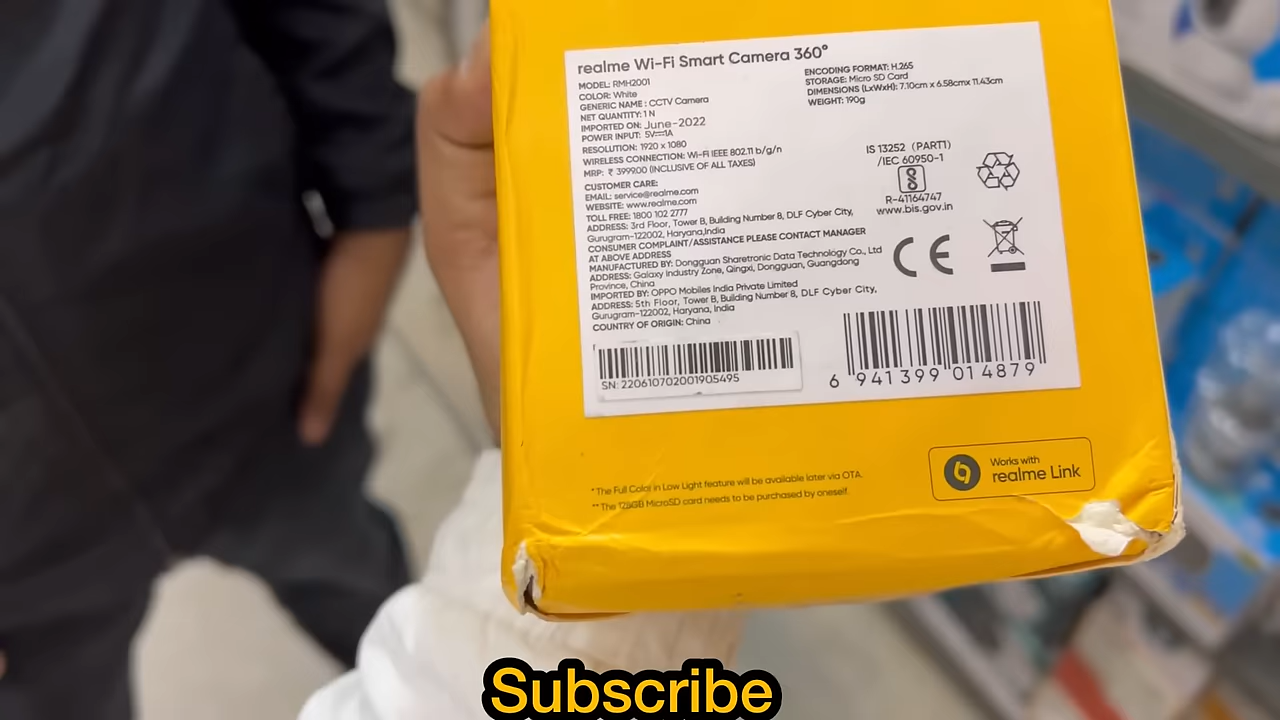 realme Wi-Fi Smart Camera 360°
MODEL: RMH2001
COLOR: White
GENERIC NAME : CCTV Camera
NET QUANTITY: 1 N
IMPORTED ON: June-2022
POWER INPUT: 5V⎓1A
RESOLUTION: 1920 x 1080
WIRELESS CONNECTION: Wi-Fi IEEE 802.11 b/g/n
MRP: ₹ 3999.00 (INCLUSIVE OF ALL TAXES)
ENCODING FORMAT: H.265
STORAGE: Micro SD Card
DIMENSIONS (LxWxH): 7.10cm x 6.58cmx 11.43cm
WEIGHT: 190g
CUSTOMER CARE:
EMAIL: service@realme.com
WEBSITE: www.realme.com
TOLL FREE: 1800 102 2777
ADDRESS: 3rd Floor, Tower B, Building Number 8, DLF Cyber City,
Gurugram-122002, Haryana,India
CONSUMER COMPLAINT/ASSISTANCE PLEASE CONTACT MANAGER
AT ABOVE ADDRESS
MANUFACTURED BY: Dongguan Sharetronic Data Technology Co., Ltd
ADDRESS: Galaxy Industry Zone, Qingxi, Dongguan, Guangdong
Province, China
IMPORTED BY: OPPO Mobiles India Private Limited
ADDRESS: 5th Floor, Tower B, Building Number 8, DLF Cyber City,
Gurugram-122002, Haryana, India
COUNTRY OF ORIGIN: China
IS 13252 (PART1)
/IEC 60950-1
R-41164747
www.bis.gov.in
CE
SN: 220610702001905495
6 941399 014879
Works with
realme Link
*The Full Color in Low Light feature will be available later via OTA.
**The 128GB MicroSD card needs to be purchased by oneself.
Subscribe